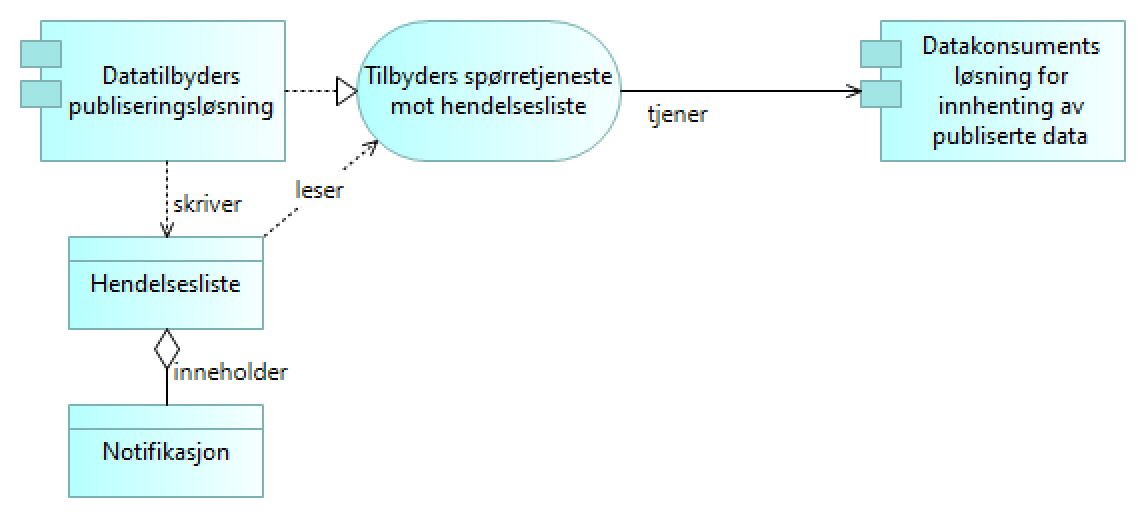 Datatilbyders
publiseringsløsning
Tilbyders spørretjeneste
mot hendelsesliste
tjener
Datakonsuments
løsning for
innhenting av
publiserte data
skriver
leser
Hendelsesliste
inneholder
Notifikasjon